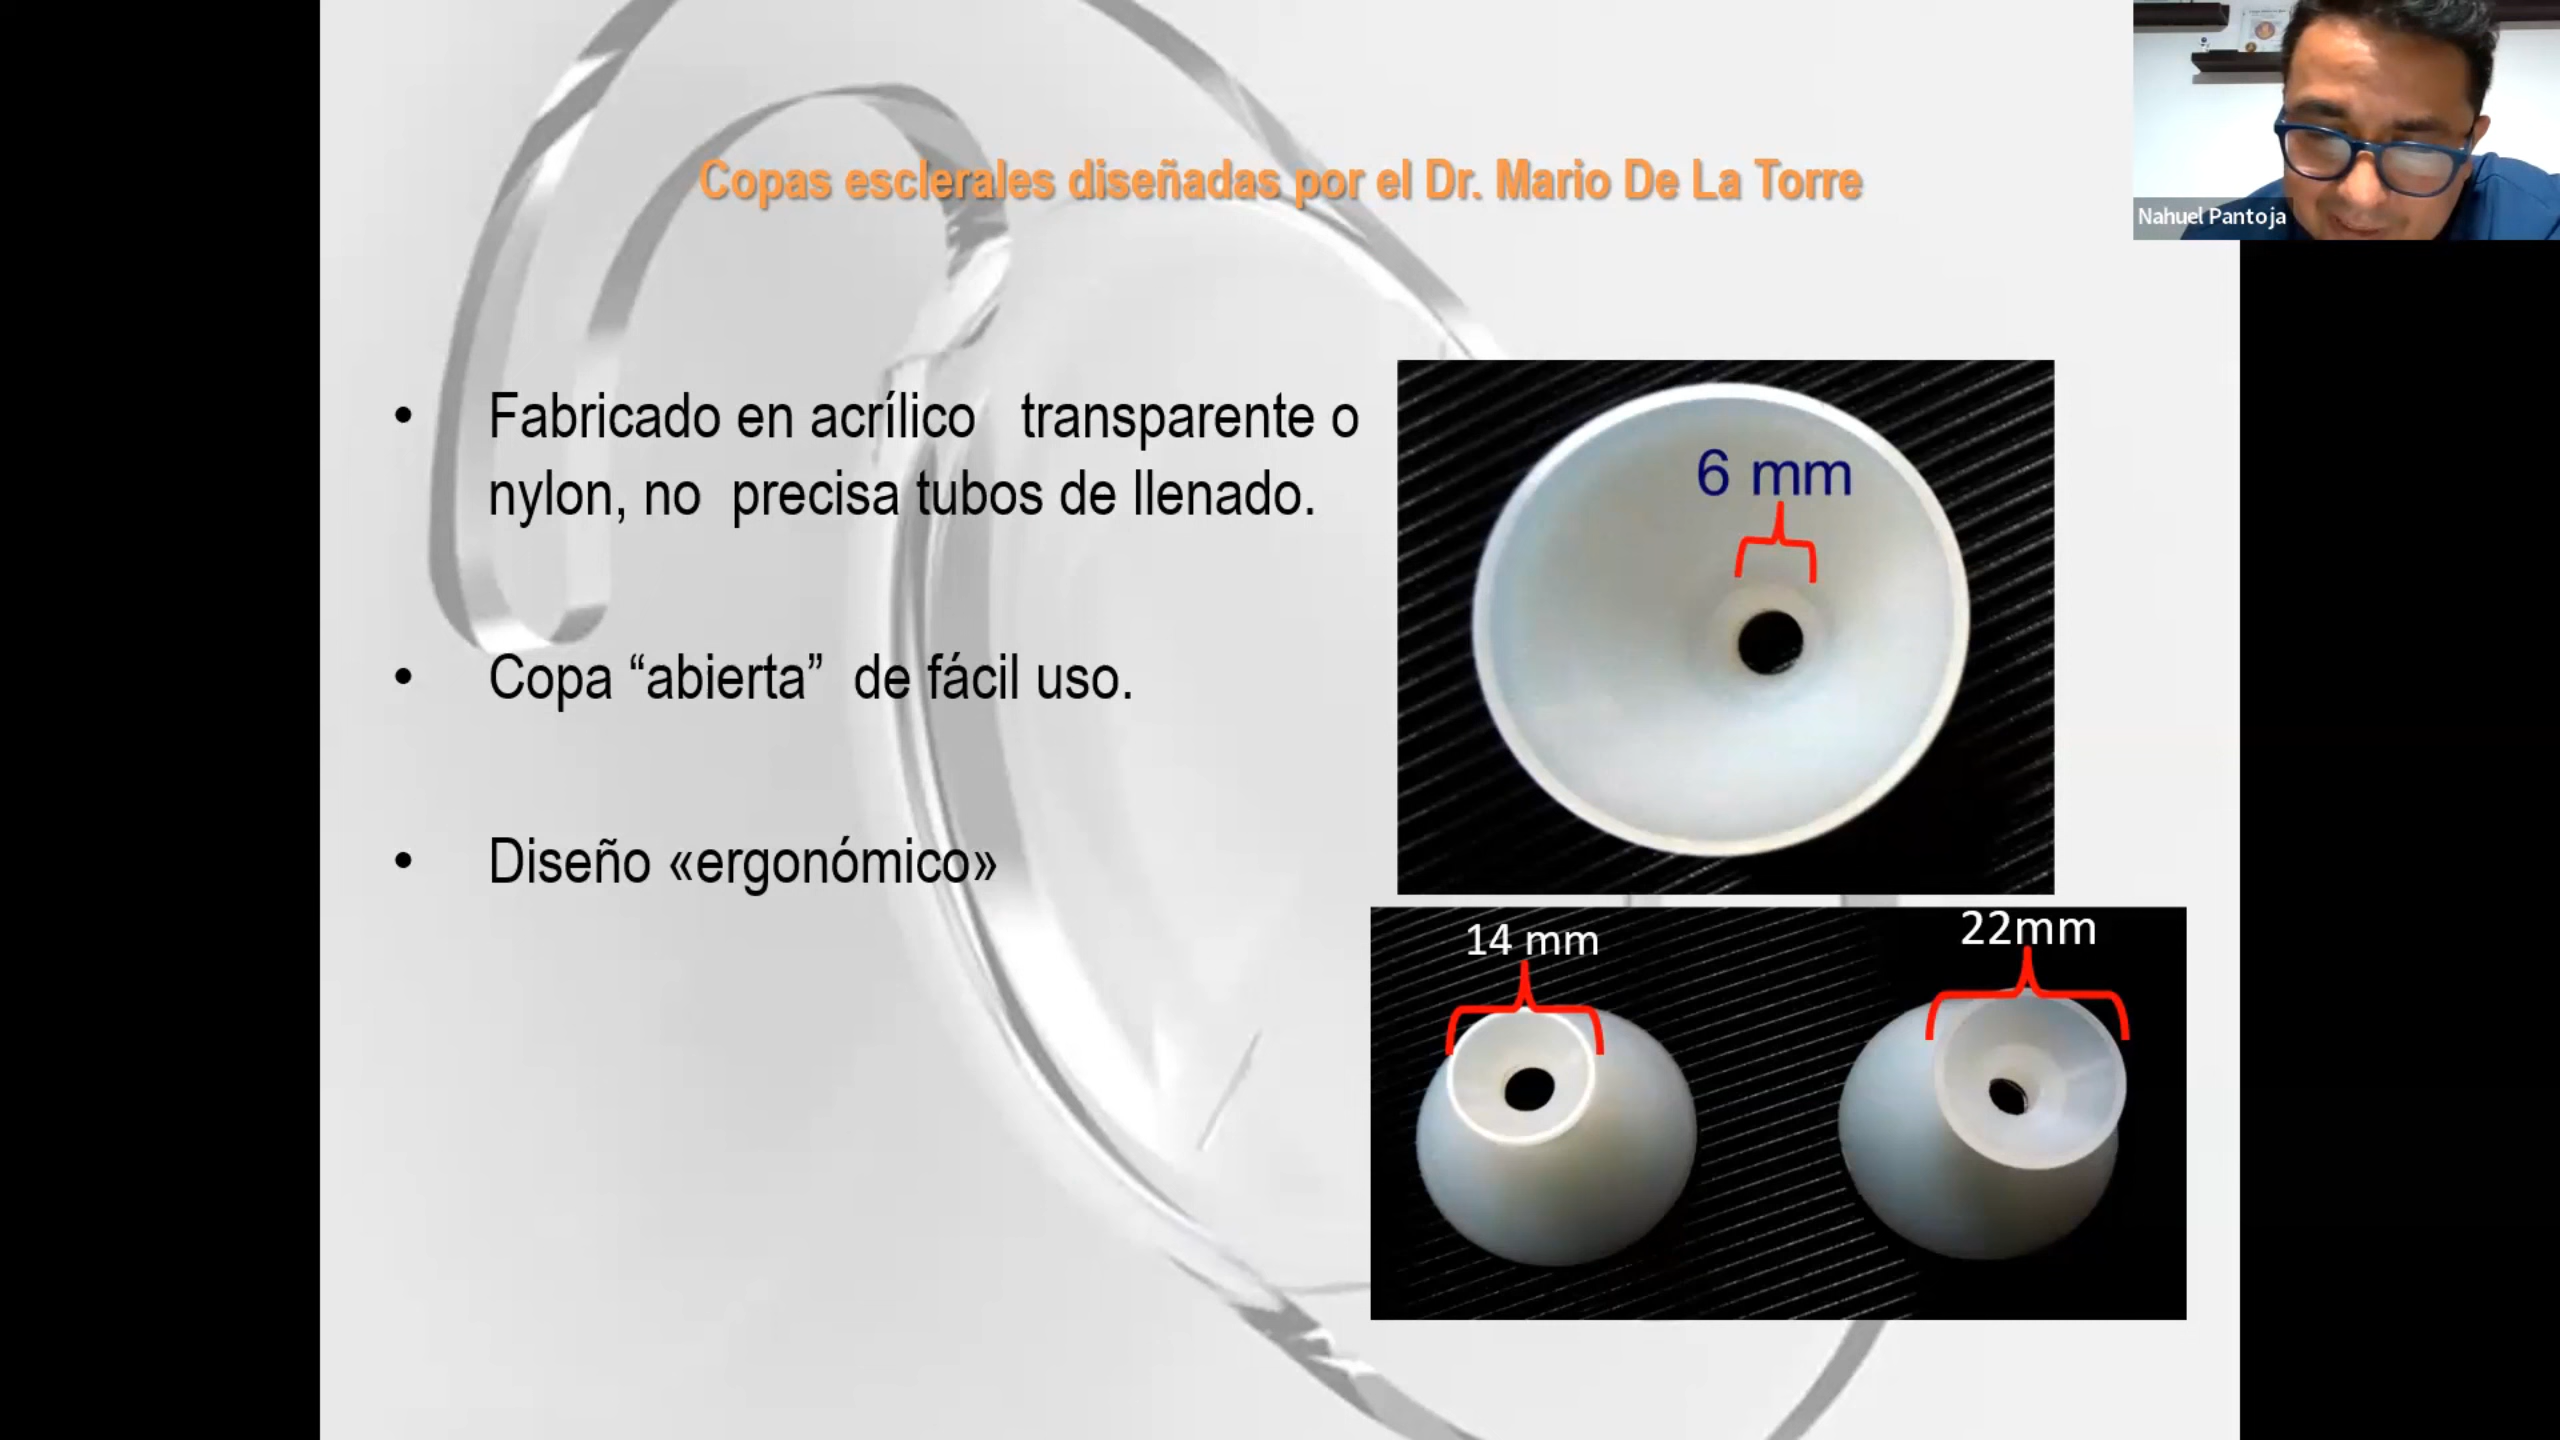 Copas esclerales diseñadas por el Dr. Mario De La Torre
Nahuel Pantoja
• Fabricado en acrílico transparente o
nylon, no precisa tubos de llenado.
• Copa “abierta” de fácil uso.
• Diseño «ergonómico»
6 mm
14 mm
22mm